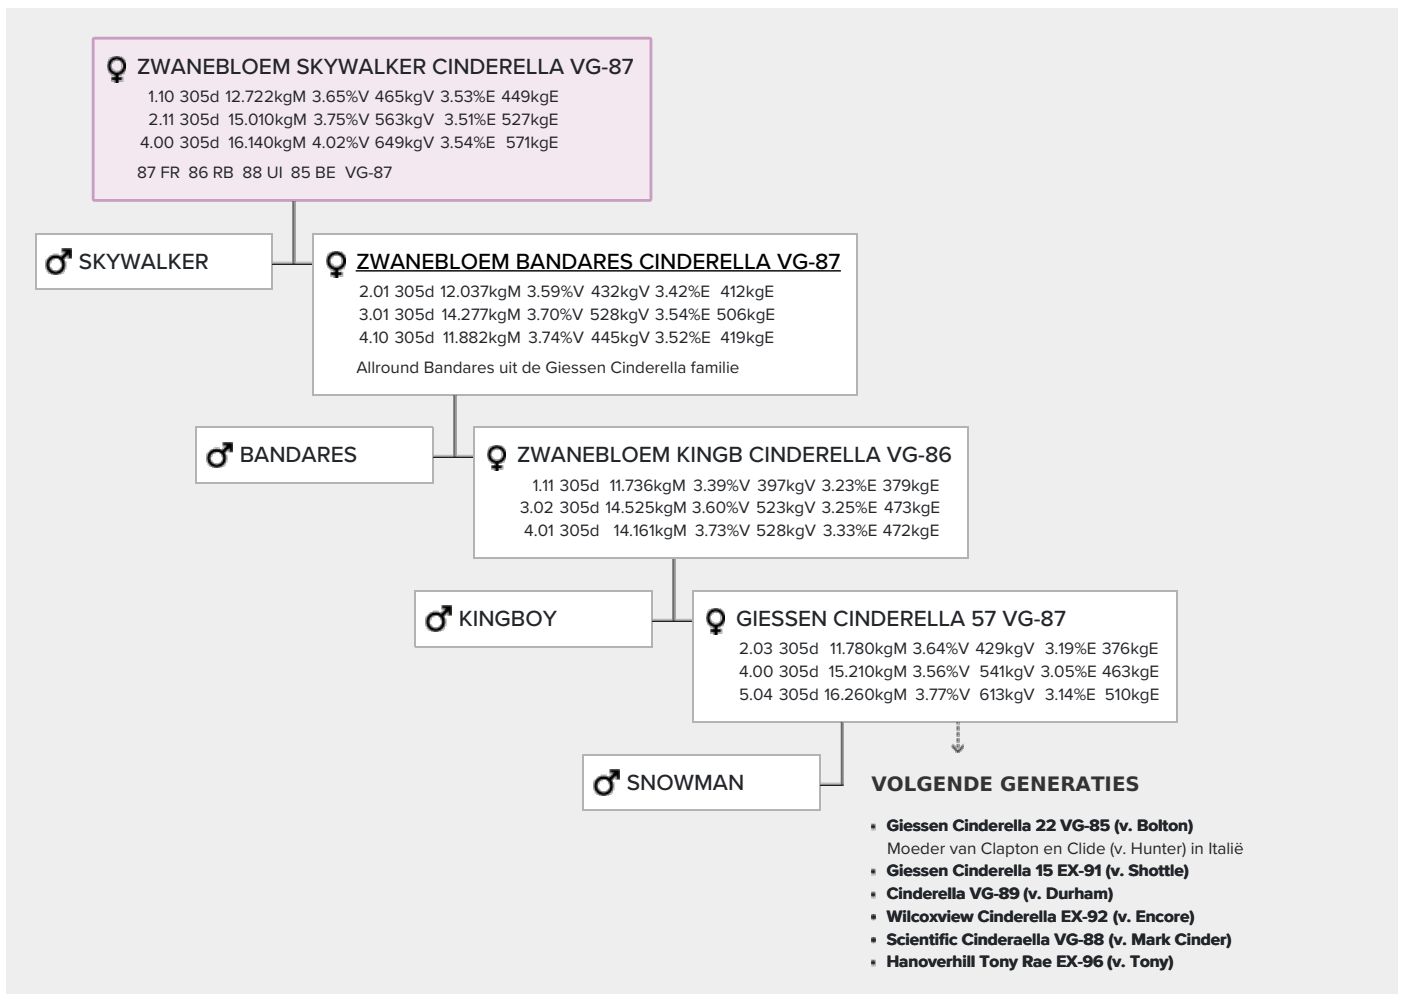 ZWANEBLOEM SKYWALKER CINDERELLA VG-87
1.10 305d 12.722kgM 3.65%V 465kgV 3.53%E 449kgE
2.11 305d 15.010kgM 3.75%V 563kgV 3.51%E 527kgE
4.00 305d 16.140kgM 4.02%V 649kgV 3.54%E 571kgE
87 FR 86 RB 88 UI 85 BE VG-87
SKYWALKER
ZWANEBLOEM BANDARES CINDERELLA VG-87
2.01 305d 12.037kgM 3.59%V 432kgV 3.42%E 412kgE
3.01 305d 14.277kgM 3.70%V 528kgV 3.54%E 506kgE
4.10 305d 11.882kgM 3.74%V 445kgV 3.52%E 419kgE
Allround Bandares uit de Giessen Cinderella familie
BANDARES
ZWANEBLOEM KINGB CINDERELLA VG-86
1.11 305d 11.736kgM 3.39%V 397kgV 3.23%E 379kgE
3.02 305d 14.525kgM 3.60%V 523kgV 3.25%E 473kgE
4.01 305d 14.161kgM 3.73%V 528kgV 3.33%E 472kgE
KINGBOY
GIESSEN CINDERELLA 57 VG-87
2.03 305d 11.780kgM 3.64%V 429kgV 3.19%E 376kgE
4.00 305d 15.210kgM 3.56%V 541kgV 3.05%E 463kgE
5.04 305d 16.260kgM 3.77%V 613kgV 3.14%E 510kgE
SNOWMAN
VOLGENDE GENERATIES
Giessen Cinderella 22 VG-85 (v. Bolton)
Moeder van Clapton en Clide (v. Hunter) in Italië
Giessen Cinderella 15 EX-91 (v. Shottle)
Cinderella VG-89 (v. Durham)
Wilcoxview Cinderella EX-92 (v. Encore)
Scientific Cinderaella VG-88 (v. Mark Cinder)
Hanoverhill Tony Rae EX-96 (v. Tony)